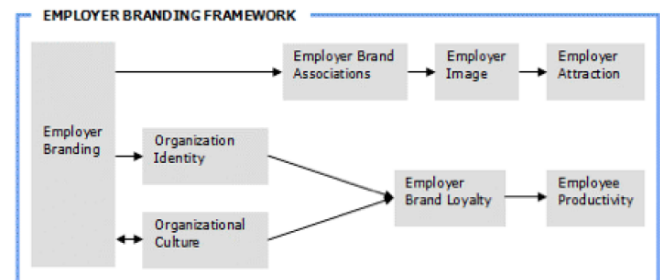 EMPLOYER BRANDING FRAMEWORK
Employer Brand
Associations
Employer
Image
Employer
Attraction
Employer
Branding
Organization
Identity
Employer
Brand Loyalty
Employee
Productivity
Organizational
Culture